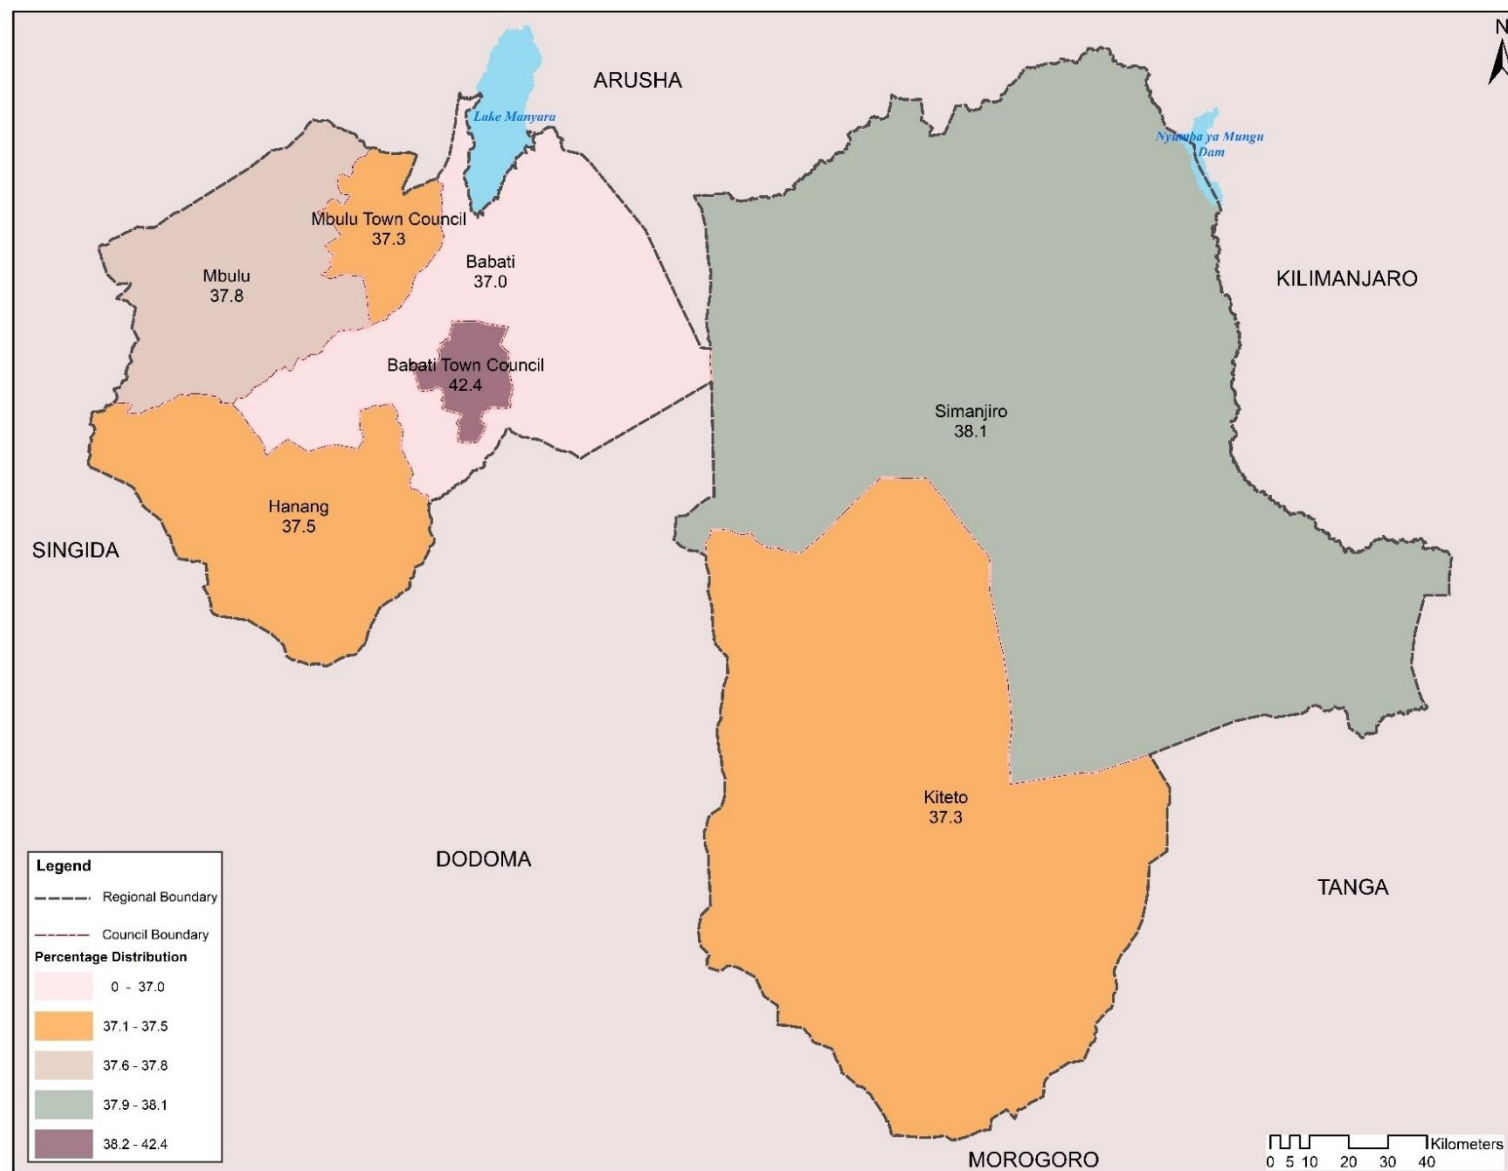 N
ARUSHA
Lake Manyara
Nyumba ya Mungu
Dam
Mbulu Town Council
37.3
Babati
37.0
Mbulu
37.8
KILIMANJARO
Babati Town Council
42.4
Simanjiro
38.1
Hanang
37.5
SINGIDA
Kiteto
37.3
DODOMA
TANGA
MOROGORO
Legend
Regional Boundary
Council Boundary
Percentage Distribution
0 - 37.0
37.1 - 37.5
37.6 - 37.8
37.9 - 38.1
38.2 - 42.4
Kilometers
0 5 10 20 30 40